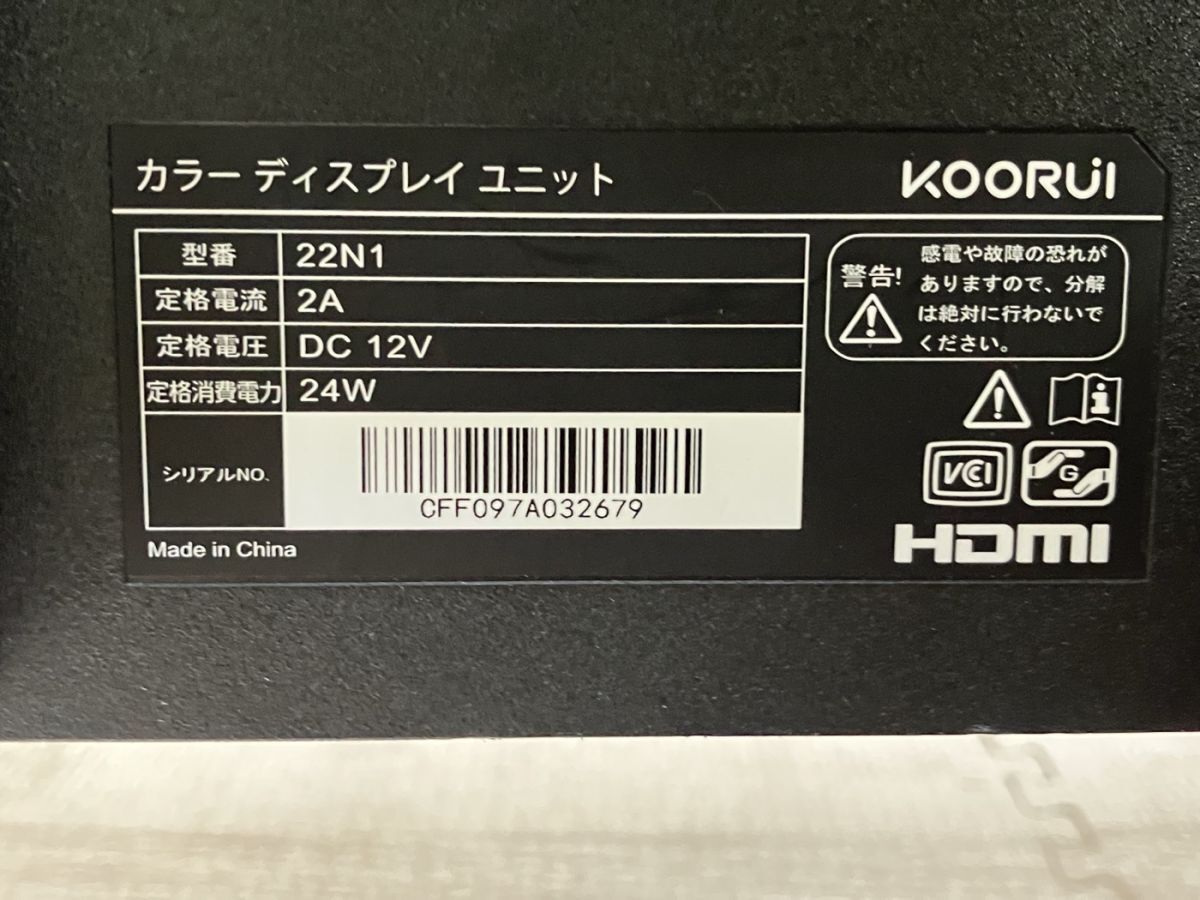 カラー ディスプレイ ユニット
KOORUI
型番 22N1
定格電流 2A
定格電圧 DC 12V
定格消費電力 24W
シリアルNO.
CFF097A032679
Made in China
警告!
感電や故障の恐れが
ありますので、分解
は絶対に行わないで
ください。
VCCI
G
HDMI